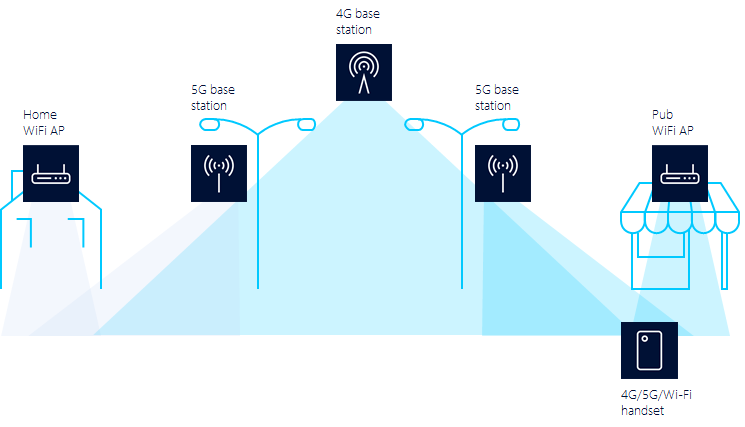 4G base
station
5G base
station
5G base
station
Home
WiFi AP
Pub
WiFi AP
4G/5G/Wi-Fi
handset